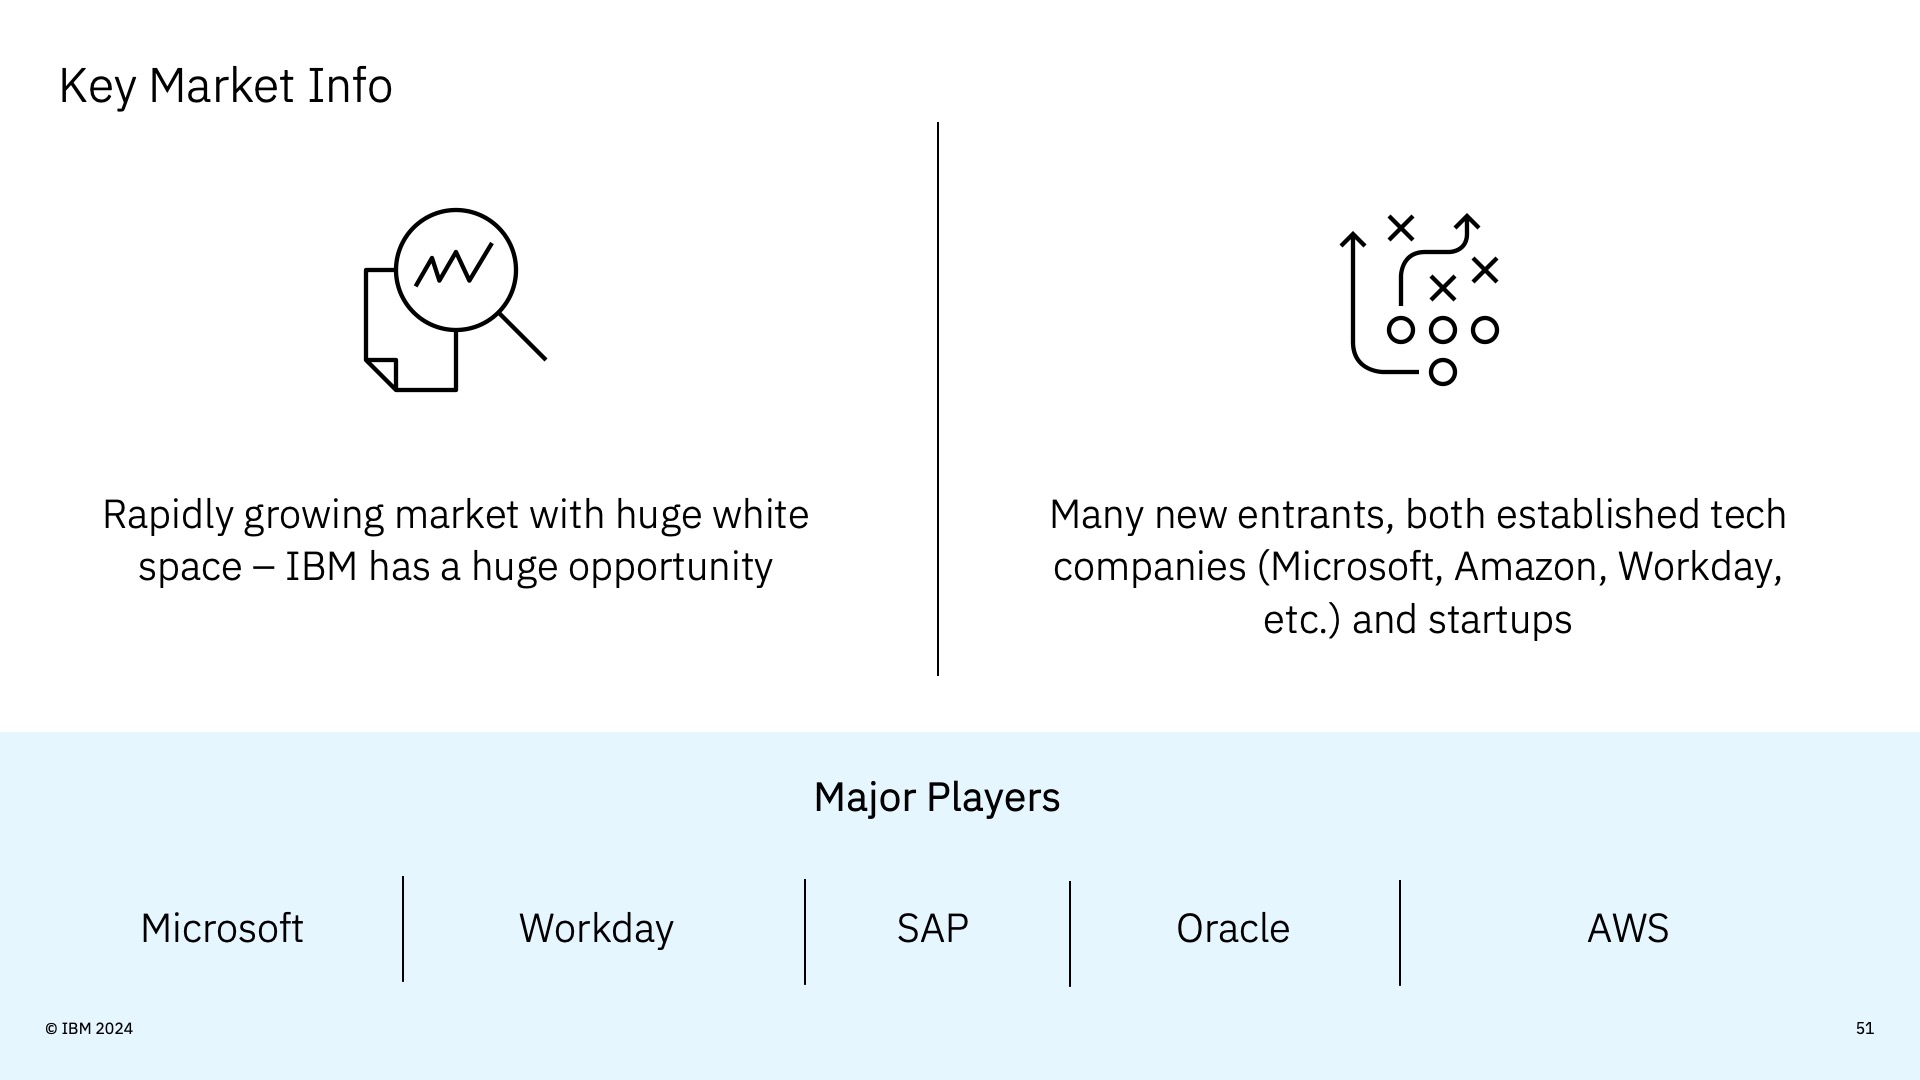 Key Market Info
Rapidly growing market with huge white
space – IBM has a huge opportunity
Many new entrants, both established tech
companies (Microsoft, Amazon, Workday,
etc.) and startups
Major Players
Microsoft
Workday
SAP
Oracle
AWS
© IBM 2024
51